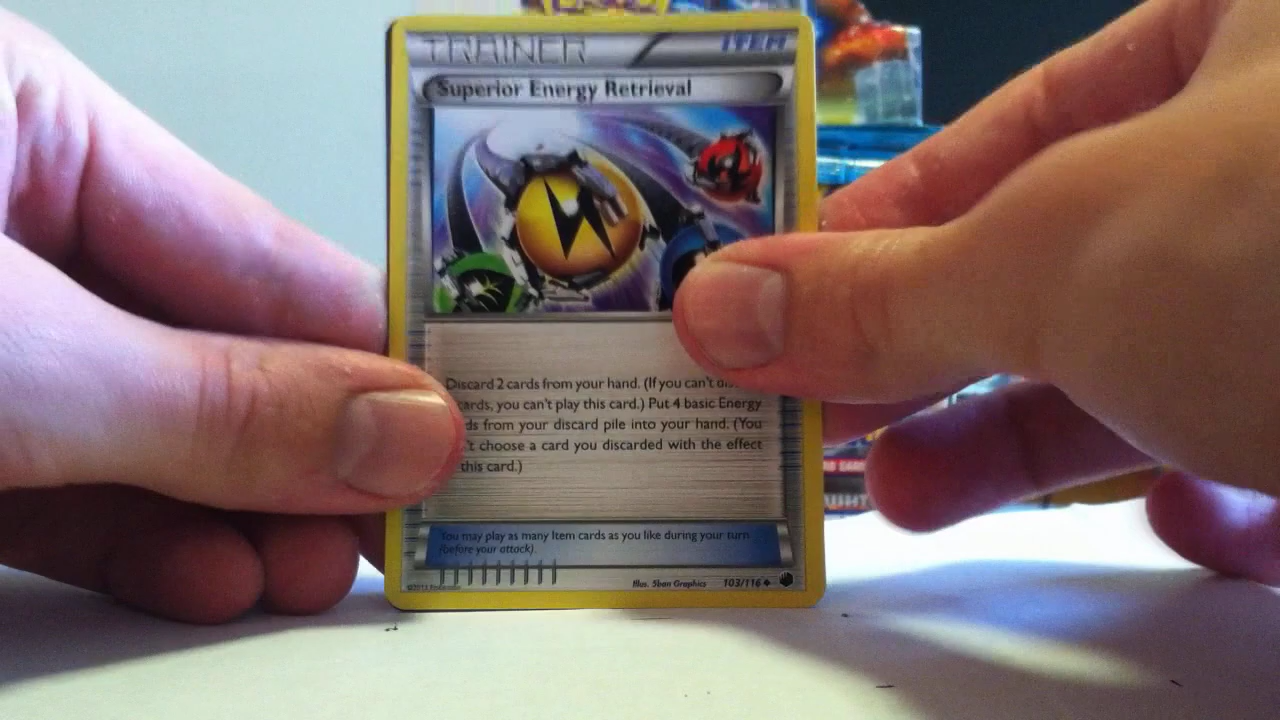 TRAINER ITEM
Superior Energy Retrieval
Discard 2 cards from your hand. (If you can't
cards, you can't play this card.) Put 4 basic Energy
from your discard pile into your hand. (You
choose a card you discarded with the effect
this card.)
You may play as many Item cards as you like during your turn
(before your attack).
Illus. 5ban Graphics 103/116